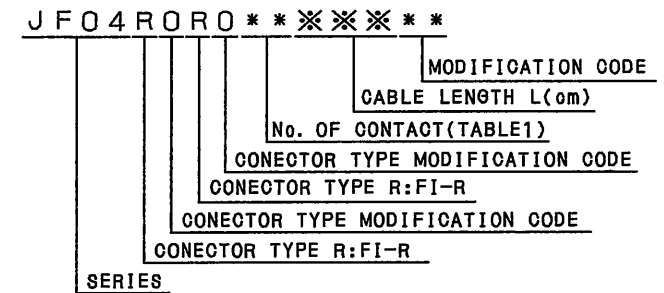 JF04R0R0**※※※**
MODIFICATION CODE
CABLE LENGTH L(cm)
No. OF CONTACT(TABLE1)
CONECTOR TYPE MODIFICATION CODE
CONECTOR TYPE R:FI-R
CONECTOR TYPE MODIFICATION CODE
CONECTOR TYPE R:FI-R
SERIES